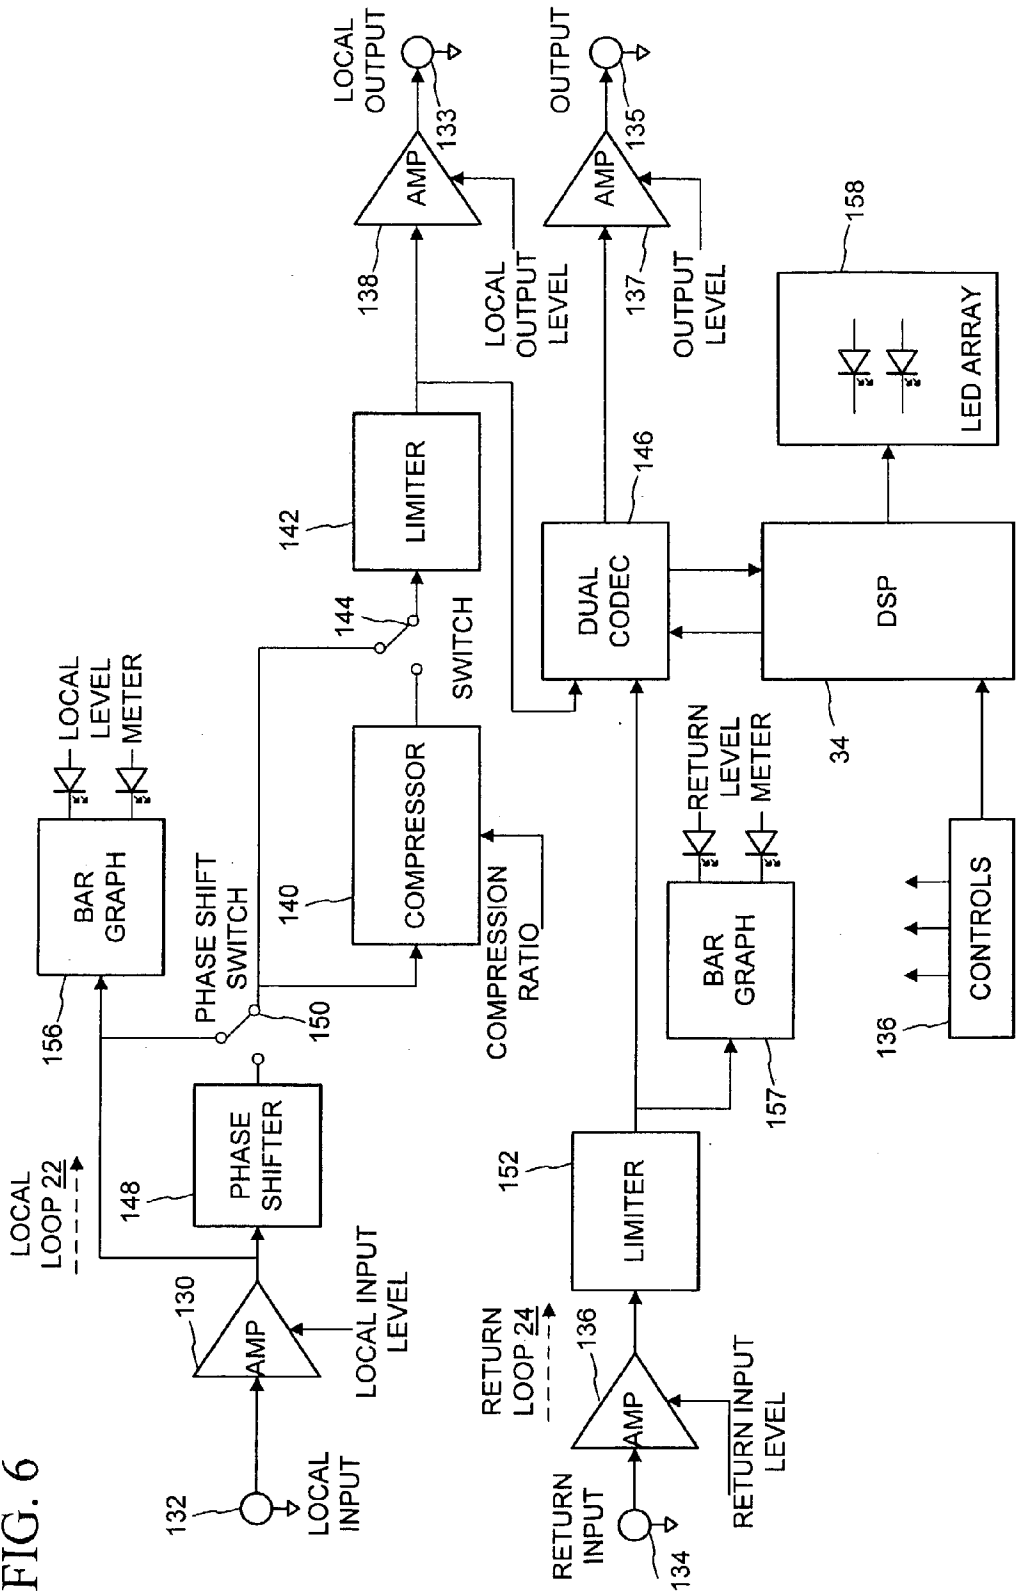 FIG. 6
132
LOCAL
INPUT
130
AMP
LOCAL INPUT
LEVEL
LOCAL
LOOP 22
148
PHASE
SHIFTER
156
BAR
GRAPH
LOCAL
LEVEL
METER
PHASE SHIFT
SWITCH
150
140
COMPRESSOR
COMPRESSION
RATIO
144
SWITCH
142
LIMITER
138
AMP
LOCAL
OUTPUT
LEVEL
LOCAL
OUTPUT
133
RETURN
INPUT
134
RETURN
LOOP 24
136
AMP
RETURN INPUT
LEVEL
152
LIMITER
157
BAR
GRAPH
RETURN
LEVEL
METER
DUAL
CODEC
146
137
AMP
OUTPUT
LEVEL
OUTPUT
135
136
CONTROLS
34
DSP
158
LED ARRAY